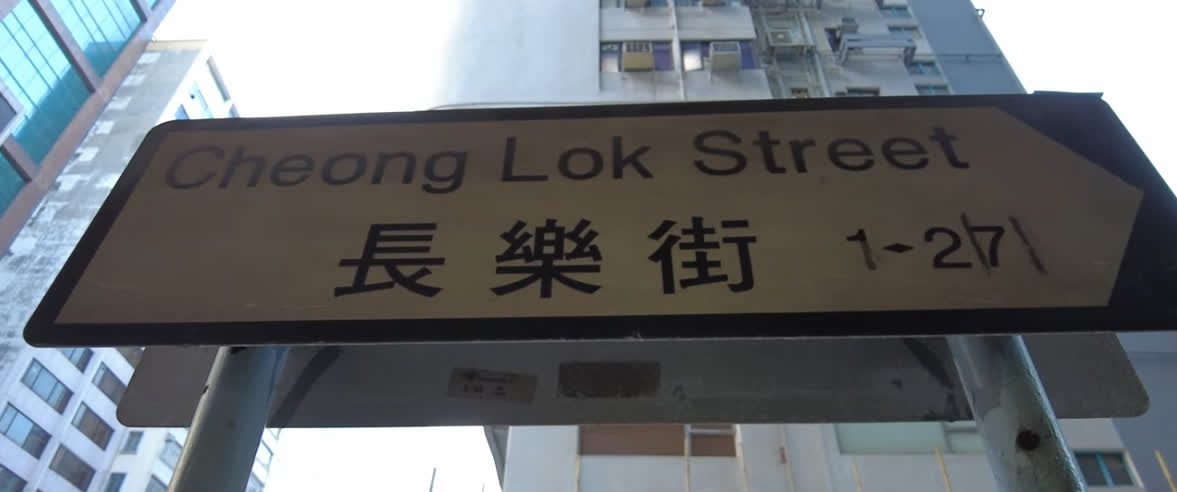 Cheong Lok Street
長樂街 1-27